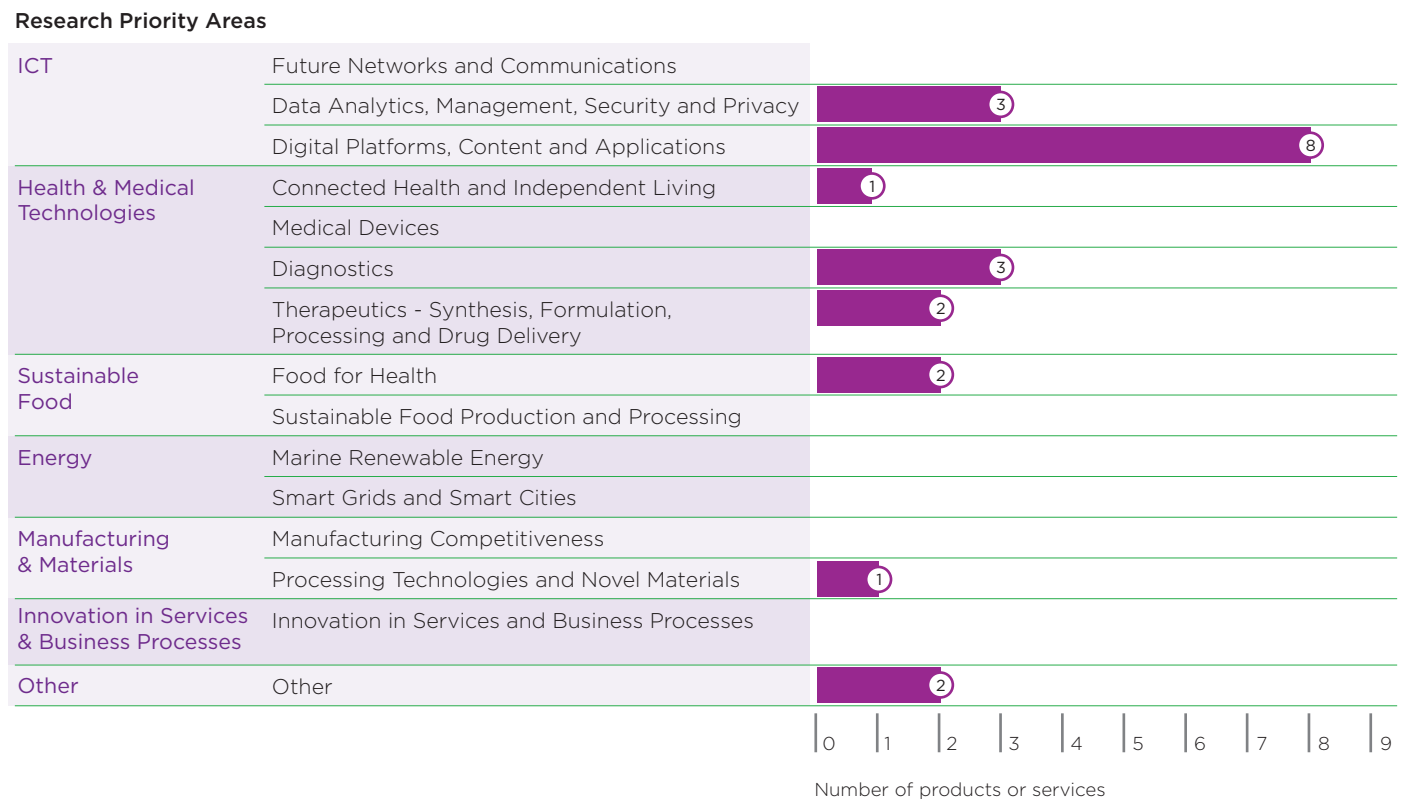 Research Priority Areas
ICT
Future Networks and Communications
Data Analytics, Management, Security and Privacy
3
Digital Platforms, Content and Applications
8
Health & Medical
Technologies
Connected Health and Independent Living
1
Medical Devices
Diagnostics
3
Therapeutics - Synthesis, Formulation,
Processing and Drug Delivery
2
Sustainable
Food
Food for Health
2
Sustainable Food Production and Processing
Energy
Marine Renewable Energy
Smart Grids and Smart Cities
Manufacturing
& Materials
Manufacturing Competitiveness
Processing Technologies and Novel Materials
1
Innovation in Services
& Business Processes
Innovation in Services and Business Processes
Other
Other
2
0 1 2 3 4 5 6 7 8 9
Number of products or services